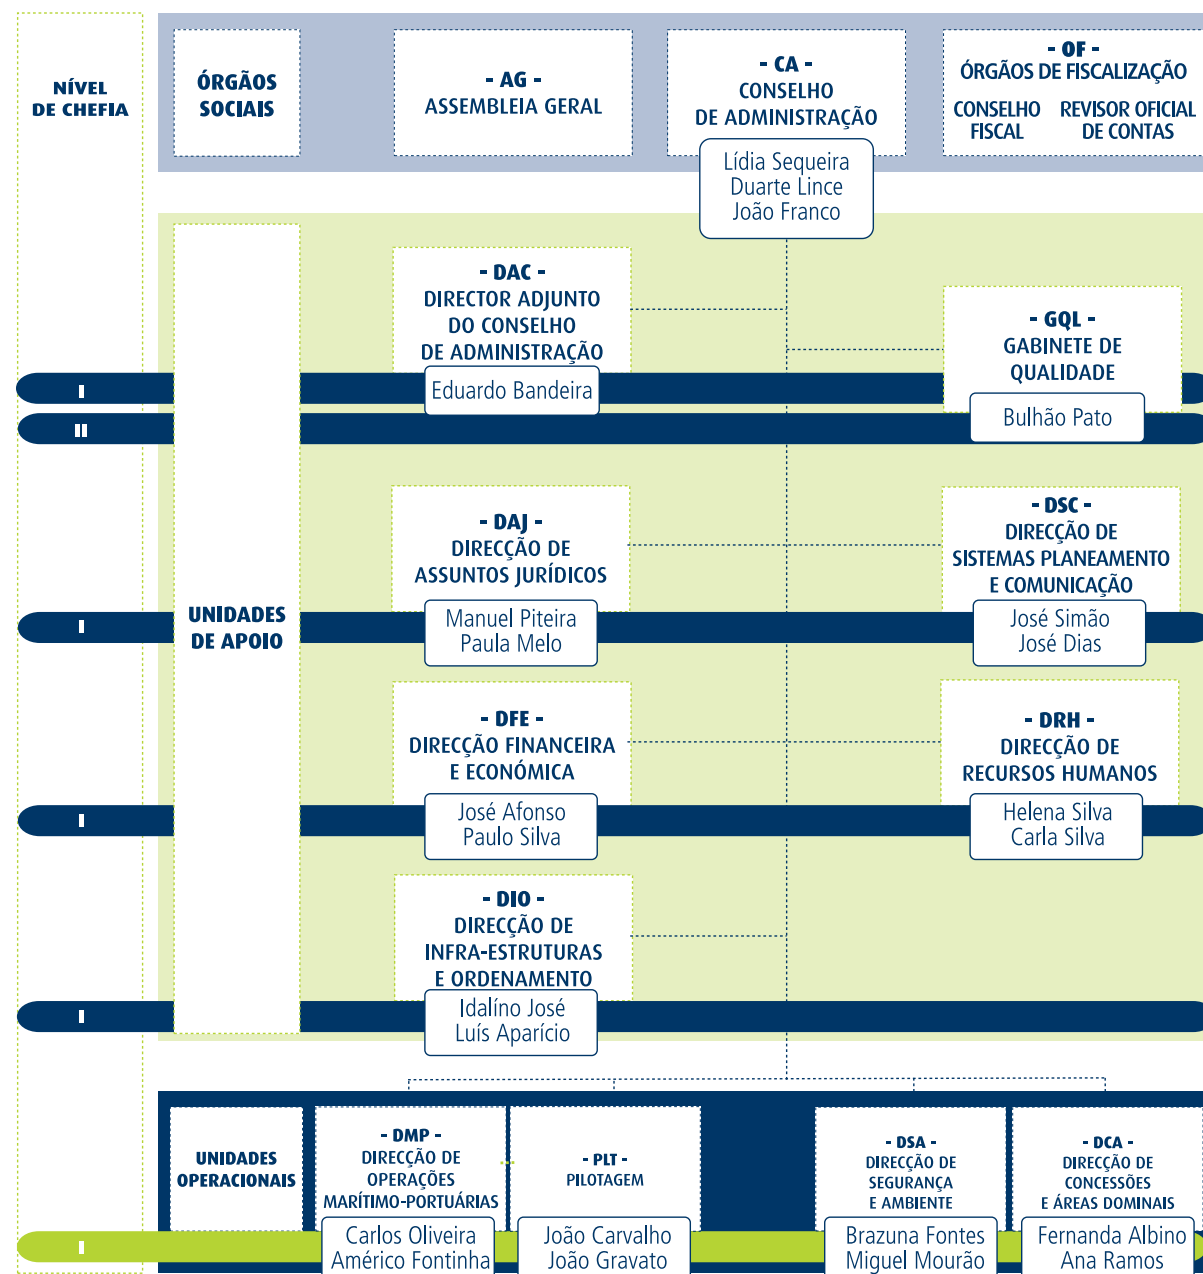 NÍVEL
DE CHEFIA
ÓRGÃOS
SOCIAIS
- AG -
ASSEMBLEIA GERAL
- CA -
CONSELHO
DE ADMINISTRAÇÃO
Lídia Sequeira
Duarte Lince
João Franco
- OF -
ÓRGÃOS DE FISCALIZAÇÃO
CONSELHO
FISCAL
REVISOR OFICIAL
DE CONTAS
- DAC -
DIRECTOR ADJUNTO
DO CONSELHO
DE ADMINISTRAÇÃO
Eduardo Bandeira
- GQL -
GABINETE DE
QUALIDADE
Bulhão Pato
I
II
UNIDADES
DE APOIO
- DAJ -
DIRECÇÃO DE
ASSUNTOS JURÍDICOS
Manuel Piteira
Paula Melo
- DSC -
DIRECÇÃO DE
SISTEMAS PLANEAMENTO
E COMUNICAÇÃO
José Simão
José Dias
I
- DFE -
DIRECÇÃO FINANCEIRA
E ECONÓMICA
José Afonso
Paulo Silva
- DRH -
DIRECÇÃO DE
RECURSOS HUMANOS
Helena Silva
Carla Silva
I
- DIO -
DIRECÇÃO DE
INFRA-ESTRUTURAS
E ORDENAMENTO
Idalíno José
Luís Aparício
I
UNIDADES
OPERACIONAIS
- DMP -
DIRECÇÃO DE
OPERAÇÕES
MARÍTIMO-PORTUÁRIAS
Carlos Oliveira
Américo Fontinha
- PLT -
PILOTAGEM
João Carvalho
João Gravato
- DSA -
DIRECÇÃO DE
SEGURANÇA
E AMBIENTE
Brazuna Fontes
Miguel Mourão
- DCA -
DIRECÇÃO DE
CONCESSÕES
E ÁREAS DOMINAIS
Fernanda Albino
Ana Ramos
I